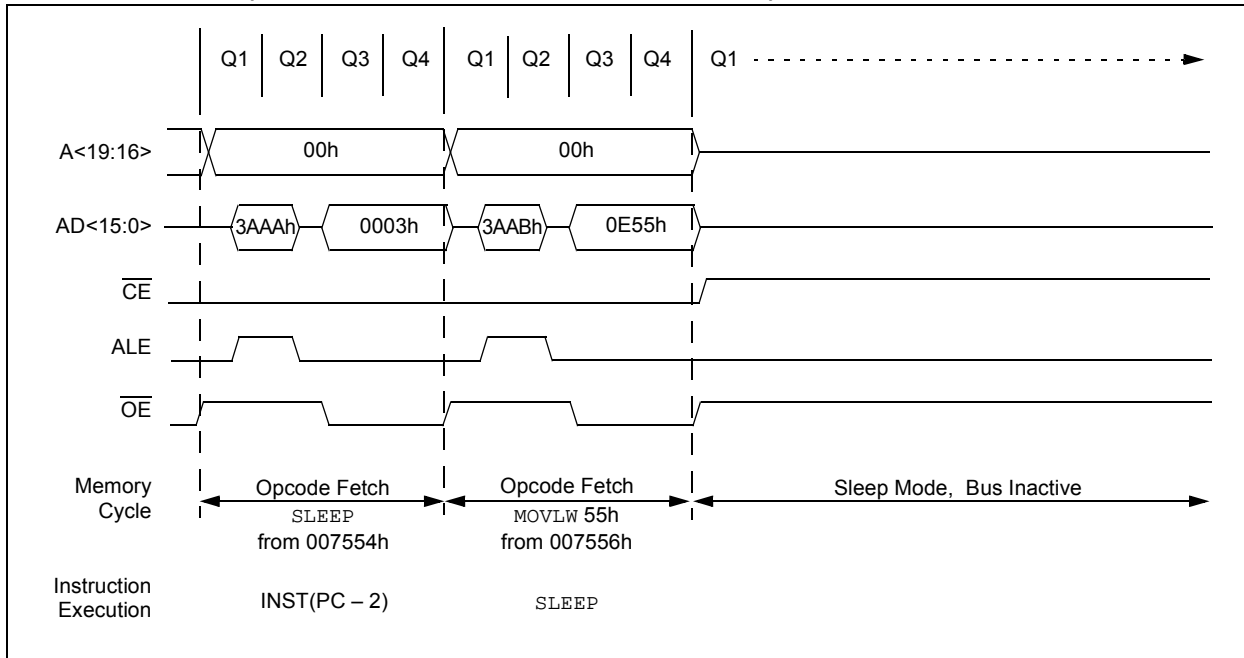 Q1 Q2 Q3 Q4 Q1 Q2 Q3 Q4 Q1
A<19:16> 00h 00h
AD<15:0> 3AAAh 0003h 3AABh 0E55h
CE
ALE
OE
Memory Cycle
Opcode Fetch
SLEEP
from 007554h
Opcode Fetch
MOVLW 55h
from 007556h
Sleep Mode, Bus Inactive
Instruction Execution
INST(PC – 2)
SLEEP